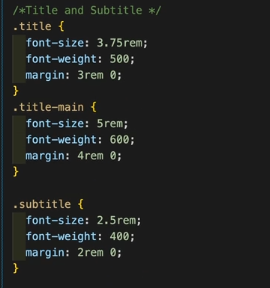 /*Title and Subtitle */
.title {
  font-size: 3.75rem;
  font-weight: 500;
  margin: 3rem 0;
}
.title-main {
  font-size: 5rem;
  font-weight: 600;
  margin: 4rem 0;
}

.subtitle {
  font-size: 2.5rem;
  font-weight: 400;
  margin: 2rem 0;
}